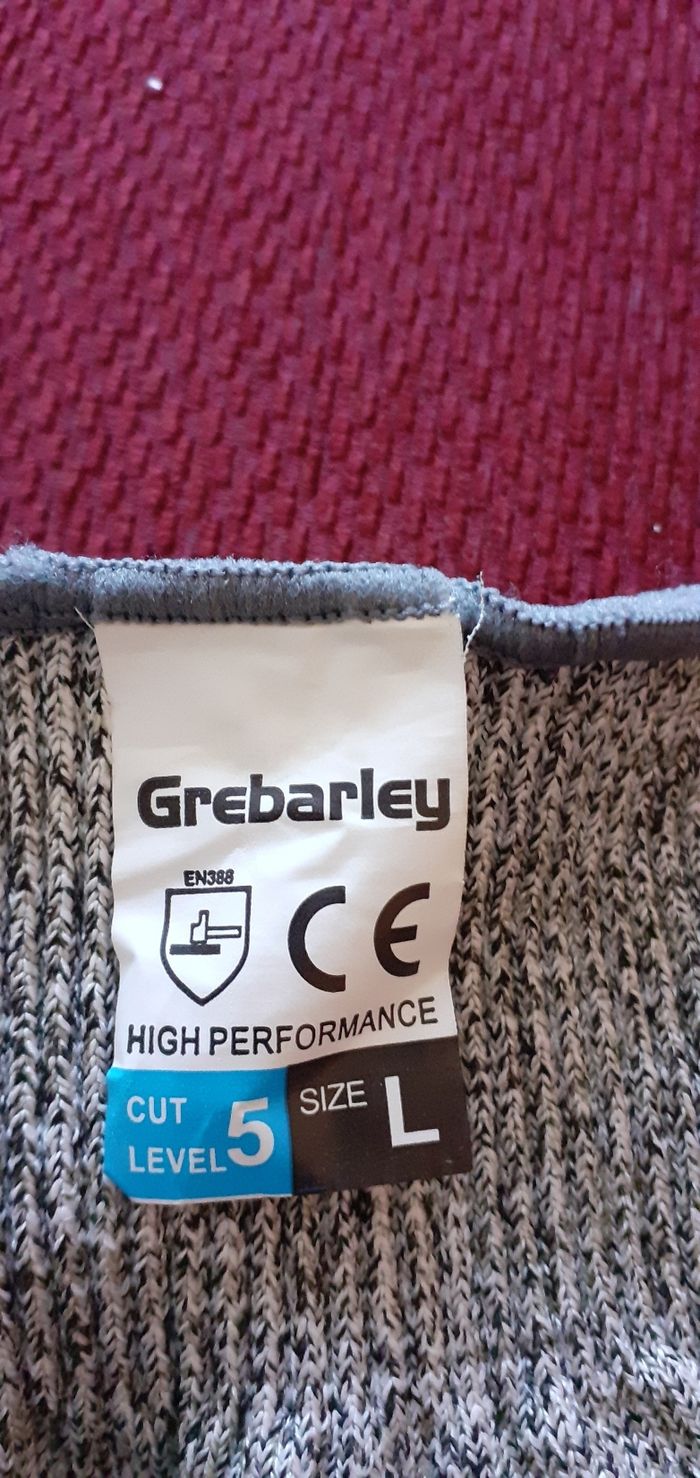 Grebarley
EN388
CE
HIGH PERFORMANCE
CUT
LEVEL 5
SIZE L